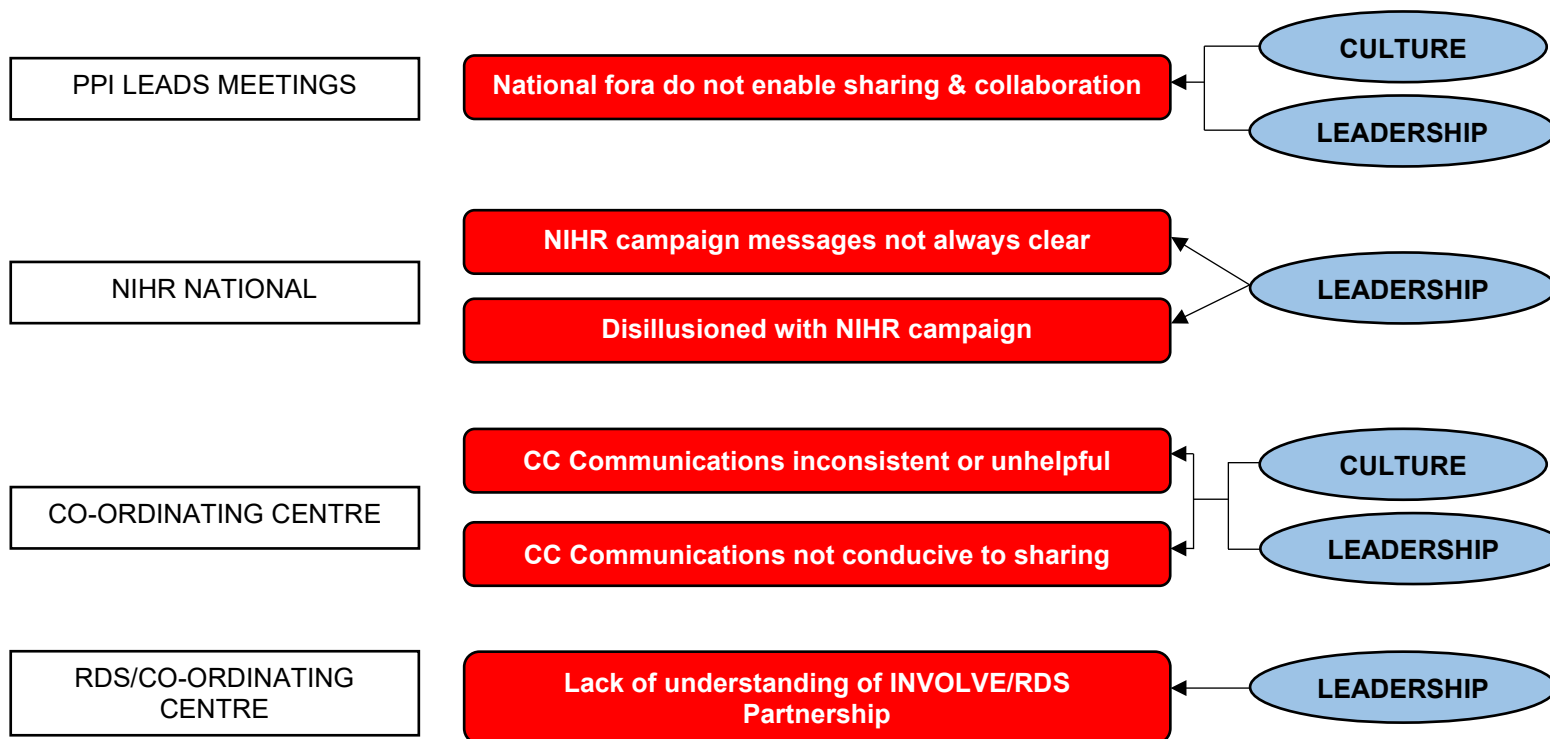 PPI LEADS MEETINGS
National fora do not enable sharing & collaboration
CULTURE
LEADERSHIP
NIHR NATIONAL
NIHR campaign messages not always clear
Disillusioned with NIHR campaign
LEADERSHIP
CO-ORDINATING CENTRE
CC Communications inconsistent or unhelpful
CC Communications not conducive to sharing
CULTURE
LEADERSHIP
RDS/CO-ORDINATING
CENTRE
Lack of understanding of INVOLVE/RDS
Partnership
LEADERSHIP